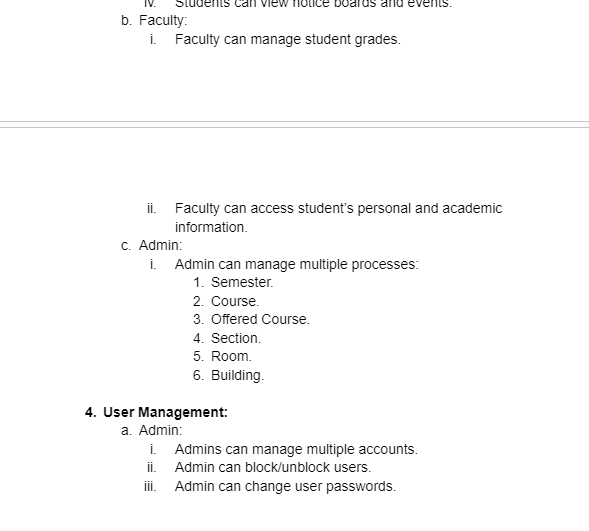 iv. Students can view notice boards and events.
b. Faculty:
i. Faculty can manage student grades.
ii. Faculty can access student's personal and academic
information.
c. Admin:
i. Admin can manage multiple processes:
1. Semester.
2. Course.
3. Offered Course.
4. Section.
5. Room.
6. Building.
4. User Management:
a. Admin:
i. Admins can manage multiple accounts.
ii. Admin can block/unblock users.
iii. Admin can change user passwords.